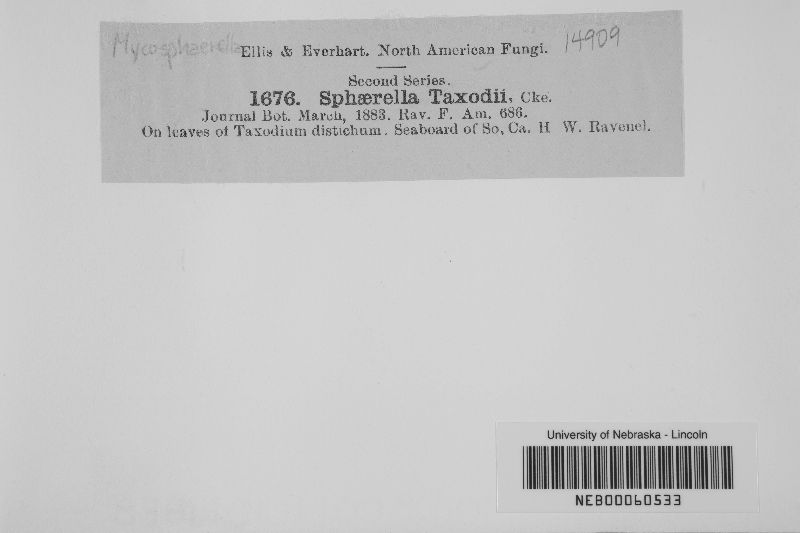 Mycosphaerella
Ellis & Everhart. North American Fungi. 14909
Second Series.
1676. Sphærella Taxodii, Cke.
Journal Bot. March, 1883. Rav. F. Am. 686.
On leaves of Taxodium distichum. Seaboard of So, Ca. H W. Ravenel.
University of Nebraska - Lincoln
NEB00060533